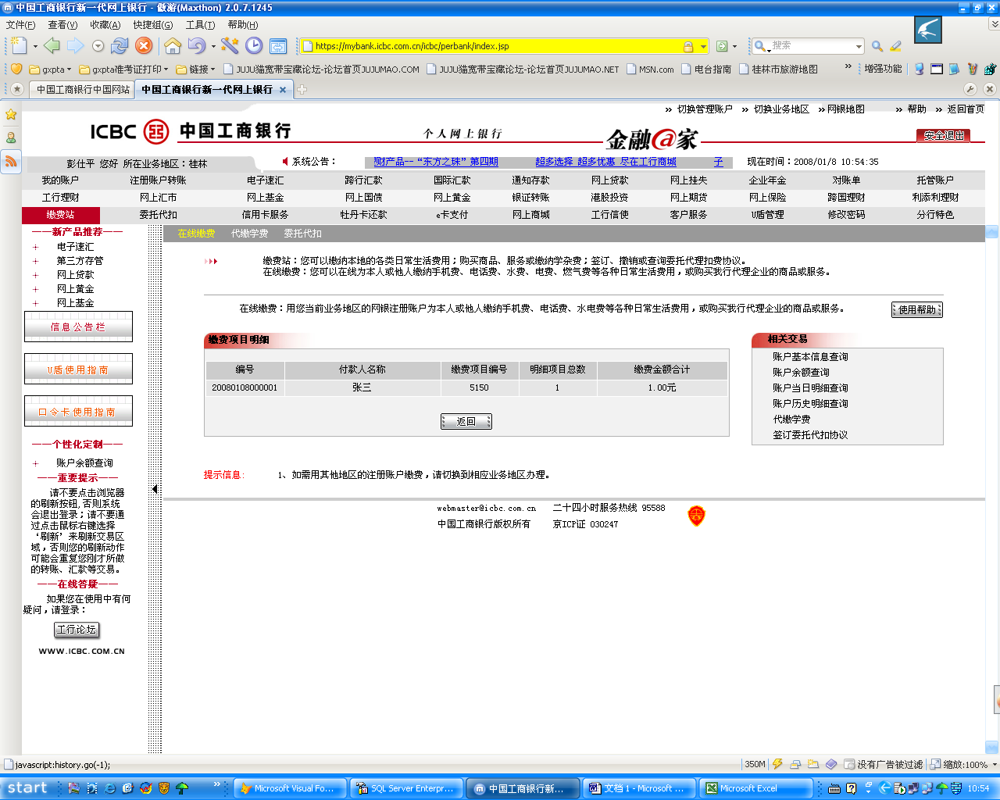 中国工商银行新一代网上银行 - 傲游(Maxthon) 2.0.7.1245
文件(F) 查看(V) 收藏(A) 快捷组(G) 工具(T) 帮助(H)
https://mybank.icbc.com.cn/icbc/perbank/index.jsp 搜索
gxpta gxpta准考证打印 链接 JUJU猫宽带宝藏论坛-论坛首页JUJUMAO.COM JUJU猫宽带宝藏论坛-论坛首页JUJUMAO.NET MSN.com 电台指南 桂林市旅游地图 » 增强功能
中国工商银行中国网站 中国工商银行新一代网上银行
» 切换管理账户 » 切换业务地区 »网银地图 » 帮助 » 返回首页
ICBC 中国工商银行 个人网上银行 金融@家 安全退出
彭仕平 您好 所在业务地区：桂林 系统公告： 财产品--“东方之珠”第四期 超多选择 超多优惠 尽在工行商城 子 现在时间：2008/01/8 10:54:35
我的账户 注册账户转账 电子速汇 跨行汇款 国际汇款 通知存款 网上贷款 网上挂失 企业年金 对账单 托管账户
工行理财 网上汇市 网上基金 网上国债 网上黄金 银证转账 港股投资 网上期货 网上保险 跨国理财 利添利理财
缴费站 委托代扣 信用卡服务 牡丹卡还款 e卡支付 网上商城 工行信使 客户服务 U盾管理 修改密码 分行特色
——新产品推荐——
电子速汇
第三方存管
网上贷款
网上黄金
网上基金
信息公告栏
U盾使用指南
口令卡使用指南
——个性化定制——
账户余额查询
——重要提示——
请不要点击浏览器
的刷新按钮,否则系统
会退出登录；请不要通
过点击鼠标右键选择
‘刷新’来刷新交易区
域，否则您的刷新动作
可能会重复您刚才所做
的转账、汇款等交易。
——在线答疑——
如果您在使用中有何
疑问，请登录：
工行论坛
WWW.ICBC.COM.CN
在线缴费 代缴学费 委托代扣
缴费站：您可以缴纳本地的各类日常生活费用；购买商品、服务或缴纳学杂费；签订、撤销或查询委托代理扣费协议。
在线缴费：您可以在线为本人或他人缴纳手机费、电话费、水费、电费、燃气费等各种日常生活费用，或购买我行代理企业的商品或服务。
在线缴费：用您当前业务地区的网银注册账户为本人或他人缴纳手机费、电话费、水电费等各种日常生活费用，或购买我行代理企业的商品或服务。 使用帮助
缴费项目明细
编号 付款人名称 缴费项目编号 明细项目总数 缴费金额合计
20080108000001 张三 5150 1 1.00元
返回
相关交易
账户基本信息查询
账户余额查询
账户当日明细查询
账户历史明细查询
代缴学费
签订委托代扣协议
提示信息: 1、如需用其他地区的注册账户缴费，请切换到相应业务地区办理。
webmaster@icbc.com.cn 二十四小时服务热线 95588
中国工商银行版权所有 京ICP证 030247
javascript:history.go(-1); 350M 没有广告被过滤 缩放:100%
start » Microsoft Visual Fo... SQL Server Enterpr... 中国工商银行新... 文档 1 - Microsoft ... Microsoft Excel 10:54